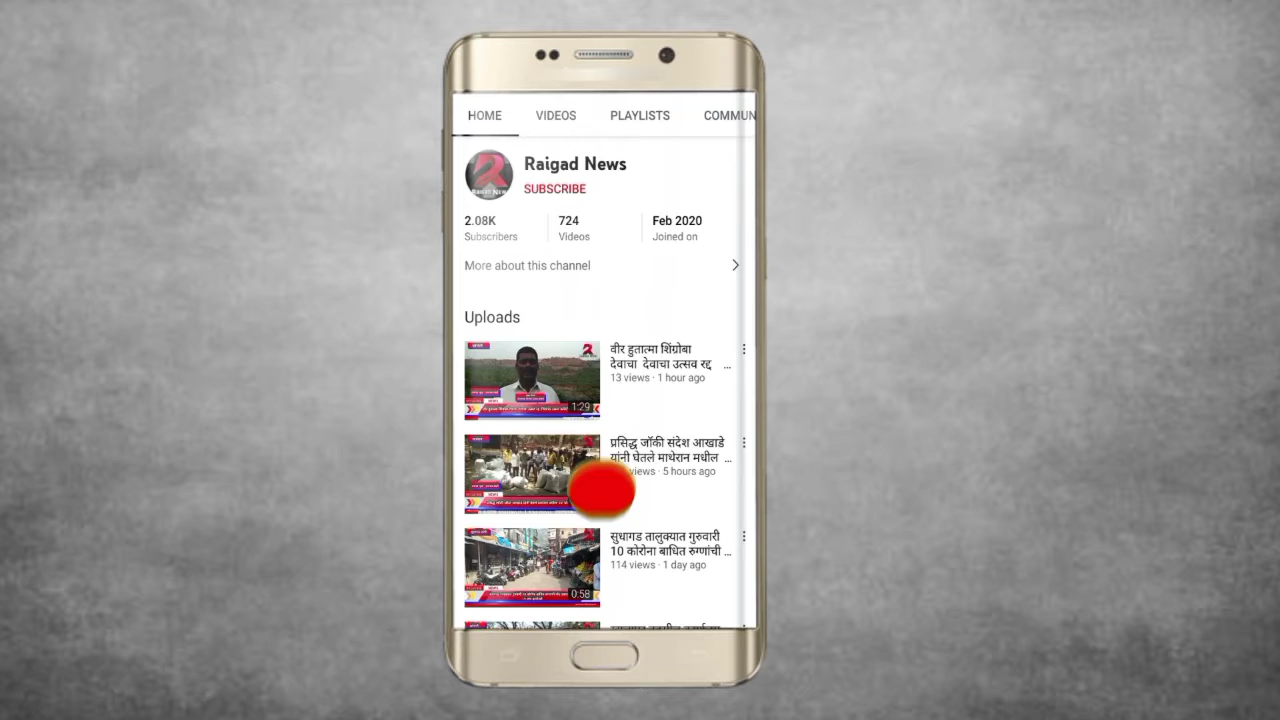 HOME VIDEOS PLAYLISTS COMMUN
Raigad News
SUBSCRIBE
2.08K 724 Feb 2020
Subscribers Videos Joined on
More about this channel
Uploads
वीर हुतात्मा शिंग्रोबा
देवाचा देवाचा उत्सव रद्द ...
13 views · 1 hour ago
1:29
प्रसिद्ध जॉकी संदेश आखाडे
यांनी घेतले माथेरान मधील ...
views · 5 hours ago
सुधागड तालुक्यात गुरुवारी
10 कोरोना बाधित रुग्णांची ...
114 views · 1 day ago
0:58